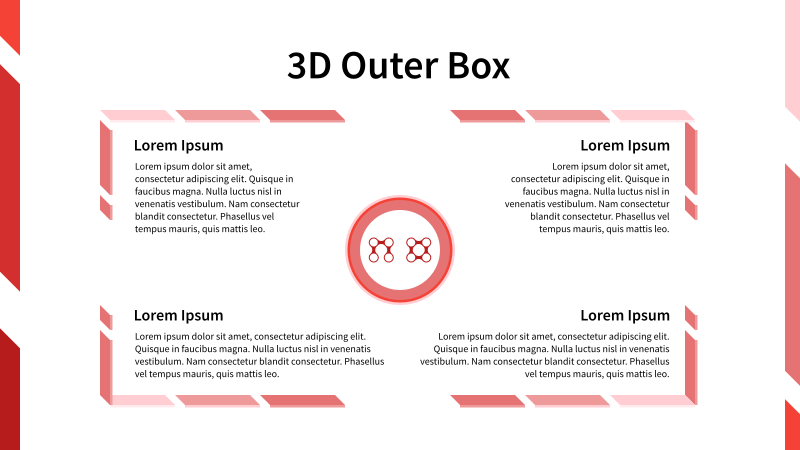 3D Outer Box
Lorem Ipsum
Lorem ipsum dolor sit amet,
consectetur adipiscing elit. Quisque in
faucibus magna. Nulla luctus nisl in
venenatis vestibulum. Nam consectetur
blandit consectetur. Phasellus vel
tempus mauris, quis mattis leo.
Lorem Ipsum
Lorem ipsum dolor sit amet,
consectetur adipiscing elit. Quisque in
faucibus magna. Nulla luctus nisl in
venenatis vestibulum. Nam consectetur
blandit consectetur. Phasellus vel
tempus mauris, quis mattis leo.
Lorem Ipsum
Lorem ipsum dolor sit amet, consectetur adipiscing elit.
Quisque in faucibus magna. Nulla luctus nisl in venenatis
vestibulum. Nam consectetur blandit consectetur. Phasellus
vel tempus mauris, quis mattis leo.
Lorem Ipsum
Lorem ipsum dolor sit amet, consectetur adipiscing elit.
Quisque in faucibus magna. Nulla luctus nisl in venenatis
vestibulum. Nam consectetur blandit consectetur. Phasellus
vel tempus mauris, quis mattis leo.